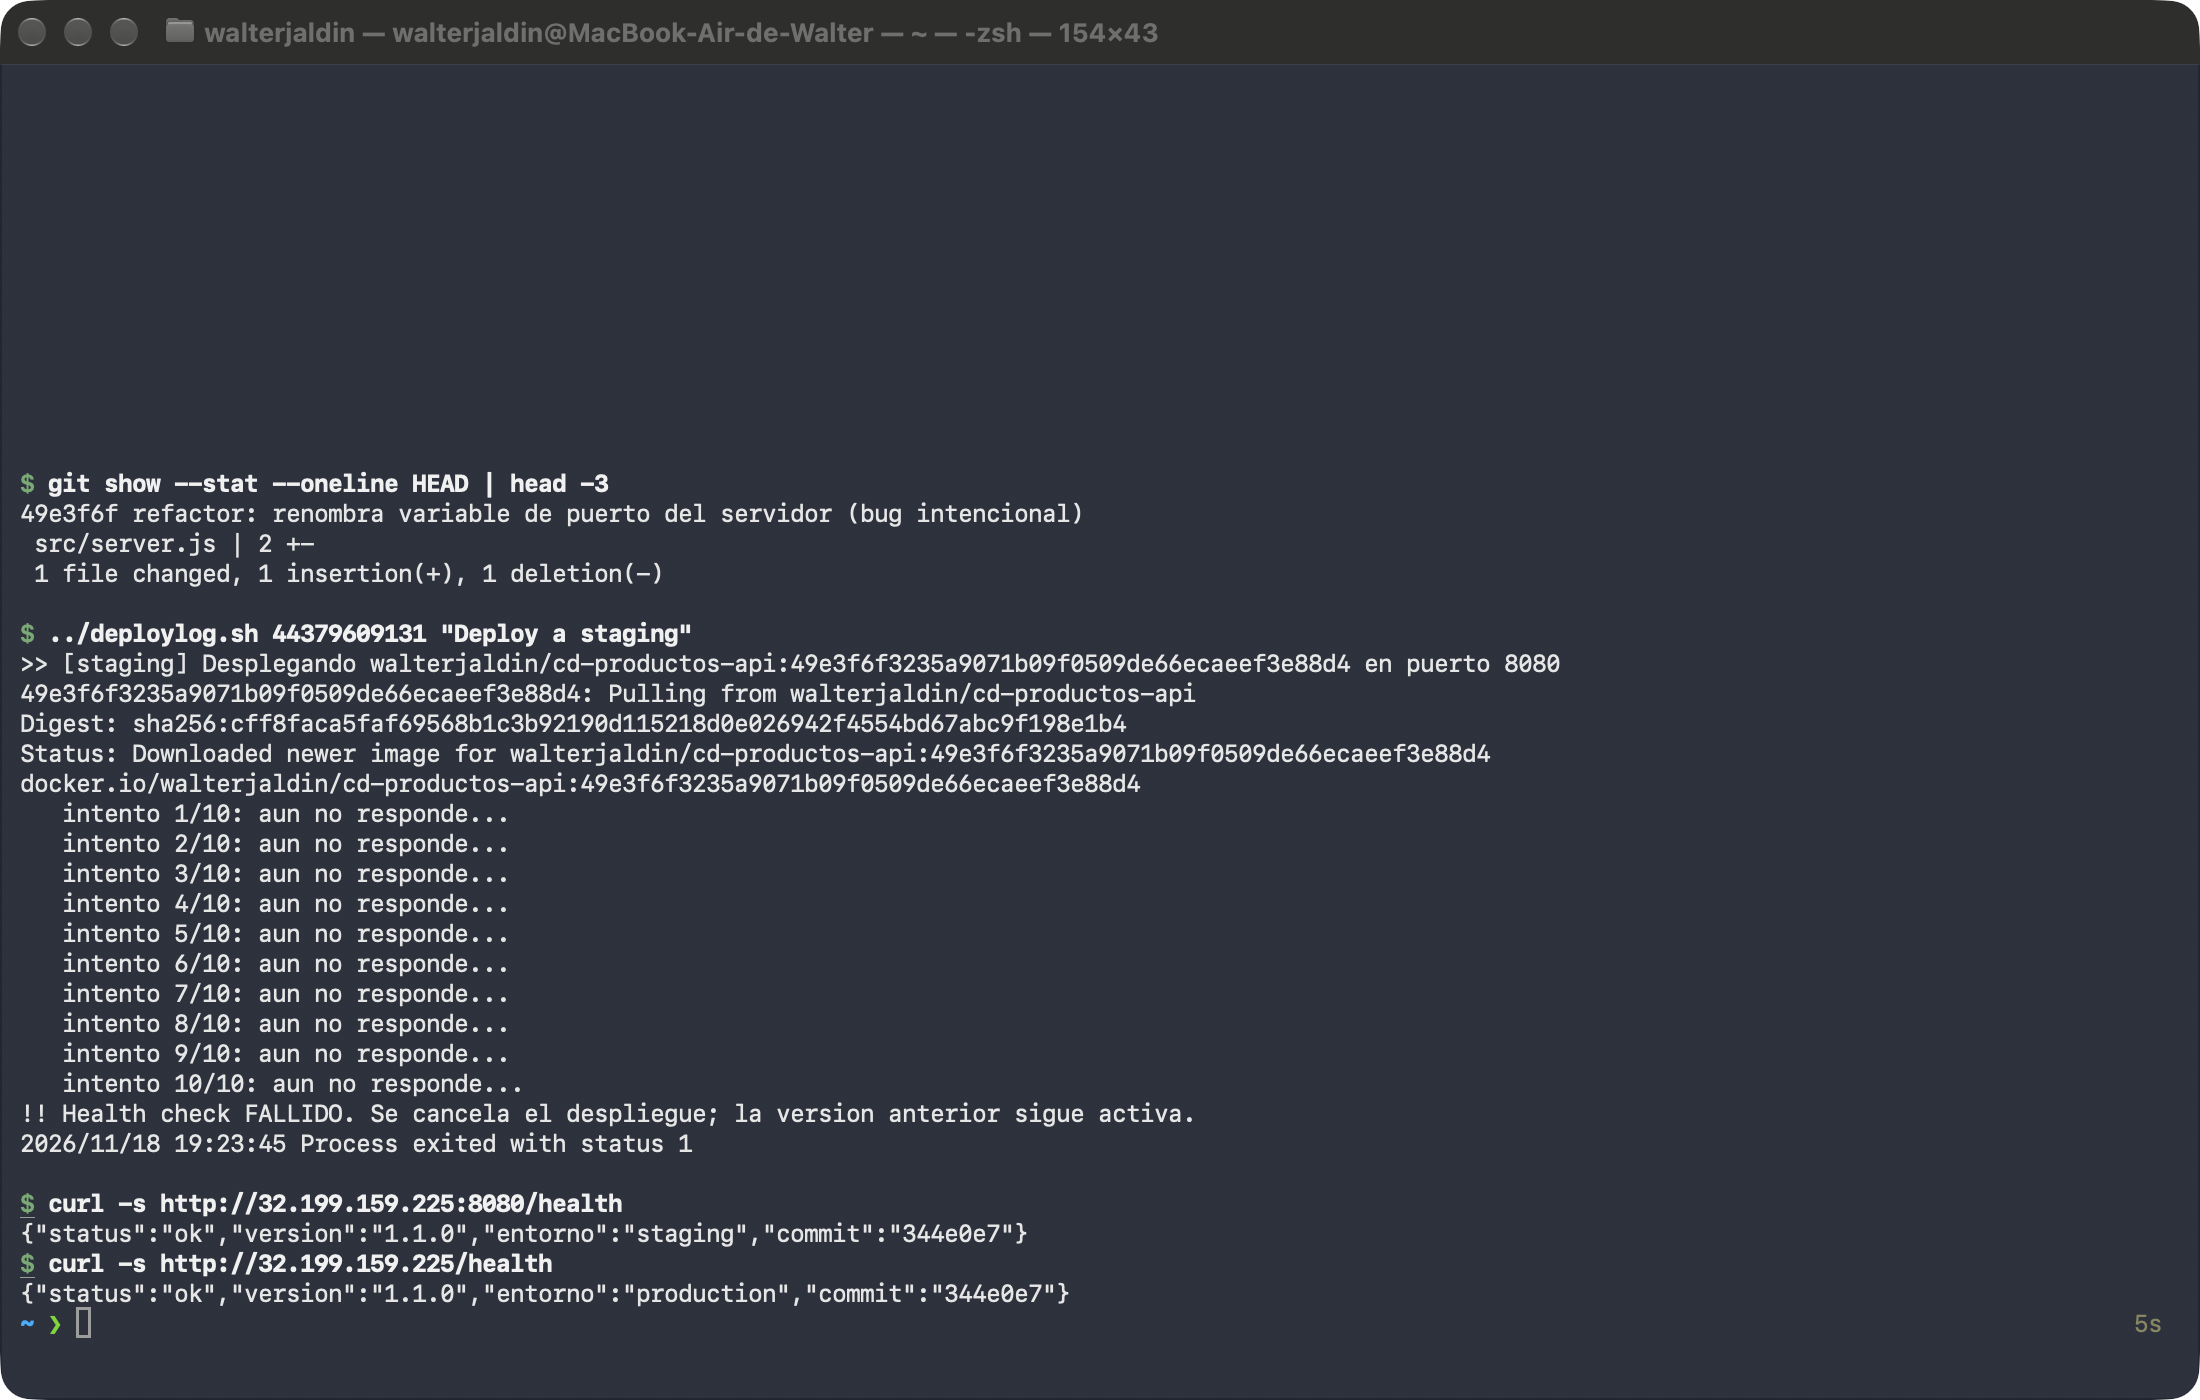 walterjaldin — walterjaldin@MacBook-Air-de-Walter — ~ — -zsh — 154×43
$ git show --stat --oneline HEAD | head -3
49e3f6f refactor: renombra variable de puerto del servidor (bug intencional)
 src/server.js | 2 +-
 1 file changed, 1 insertion(+), 1 deletion(-)
$ ../deploylog.sh 44379609131 "Deploy a staging"
>> [staging] Desplegando walterjaldin/cd-productos-api:49e3f6f3235a9071b09f0509de66ecaeef3e88d4 en puerto 8080
49e3f6f3235a9071b09f0509de66ecaeef3e88d4: Pulling from walterjaldin/cd-productos-api
Digest: sha256:cff8faca5faf69568b1c3b92190d115218d0e026942f4554bd67abc9f198e1b4
Status: Downloaded newer image for walterjaldin/cd-productos-api:49e3f6f3235a9071b09f0509de66ecaeef3e88d4
docker.io/walterjaldin/cd-productos-api:49e3f6f3235a9071b09f0509de66ecaeef3e88d4
   intento 1/10: aun no responde...
   intento 2/10: aun no responde...
   intento 3/10: aun no responde...
   intento 4/10: aun no responde...
   intento 5/10: aun no responde...
   intento 6/10: aun no responde...
   intento 7/10: aun no responde...
   intento 8/10: aun no responde...
   intento 9/10: aun no responde...
   intento 10/10: aun no responde...
!! Health check FALLIDO. Se cancela el despliegue; la version anterior sigue activa.
2026/11/18 19:23:45 Process exited with status 1
$ curl -s http://32.199.159.225:8080/health
{"status":"ok","version":"1.1.0","entorno":"staging","commit":"344e0e7"}
$ curl -s http://32.199.159.225/health
{"status":"ok","version":"1.1.0","entorno":"production","commit":"344e0e7"}
~ ❯ 5s